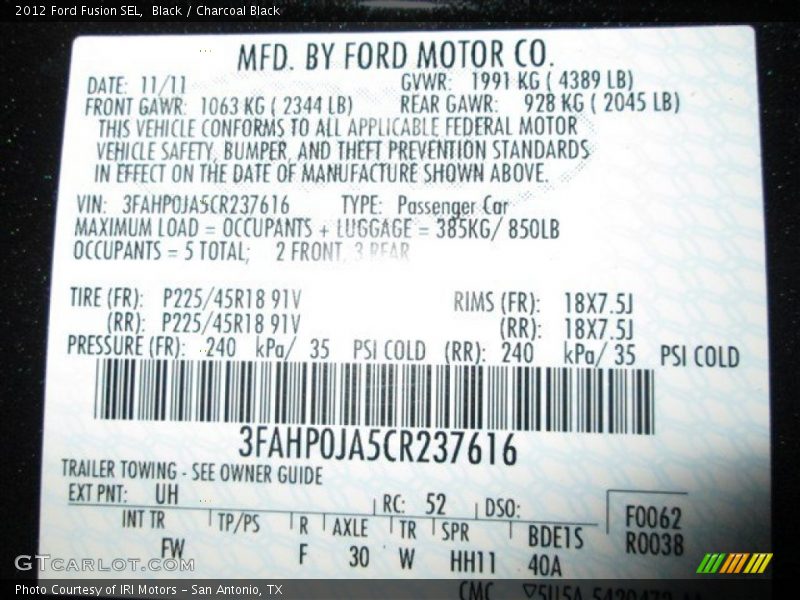 2012 Ford Fusion SEL,  Black / Charcoal Black
MFD. BY FORD MOTOR CO.
DATE: 11/11 GVWR: 1991 KG ( 4389 LB)
FRONT GAWR: 1063 KG ( 2344 LB) REAR GAWR: 928 KG ( 2045 LB)
THIS VEHICLE CONFORMS TO ALL APPLICABLE FEDERAL MOTOR
VEHICLE SAFETY, BUMPER, AND THEFT PREVENTION STANDARDS
IN EFFECT ON THE DATE OF MANUFACTURE SHOWN ABOVE.
VIN: 3FAHP0JA5CR237616 TYPE: Passenger Car
MAXIMUM LOAD = OCCUPANTS + LUGGAGE = 385KG/ 850LB
OCCUPANTS = 5 TOTAL; 2 FRONT, 3 REAR
TIRE (FR): P225/45R18 91V RIMS (FR): 18X7.5J
(RR): P225/45R18 91V (RR): 18X7.5J
PRESSURE (FR): 240 kPa/ 35 PSI COLD (RR): 240 kPa/ 35 PSI COLD
3FAHP0JA5CR237616
TRAILER TOWING - SEE OWNER GUIDE
EXT PNT: UH RC: 52 DSO: F0062
INT TR TP/PS R AXLE TR SPR BDE1S R0038
FW F 30 W HH11 40A
GTCARLOT.COM
CMC
Photo Courtesy of IRI Motors – San Antonio, TX